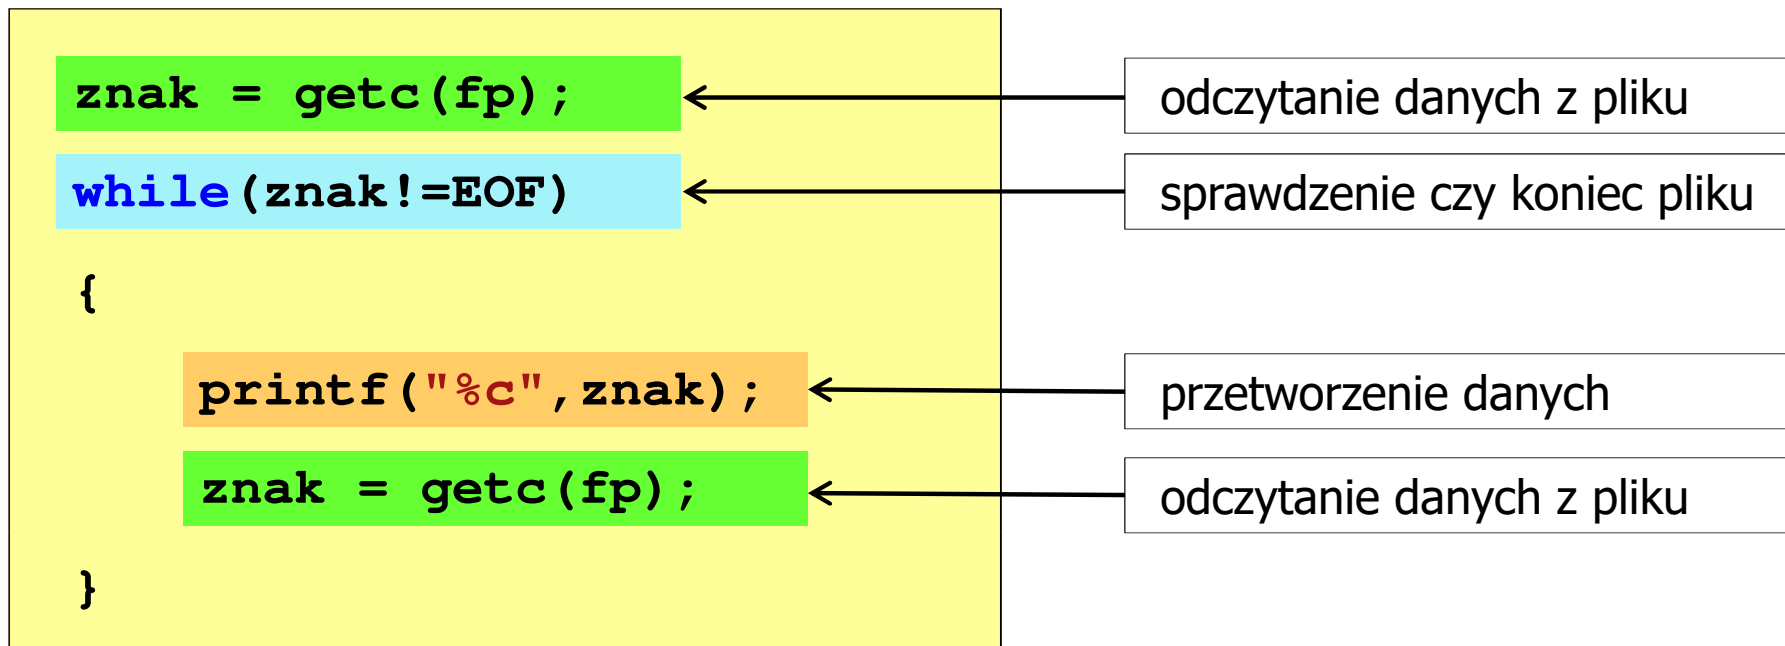 znak = getc(fp);
odczytanie danych z pliku
while(znak!=EOF)
sprawdzenie czy koniec pliku
{
printf("%c",znak);
przetworzenie danych
znak = getc(fp);
odczytanie danych z pliku
}